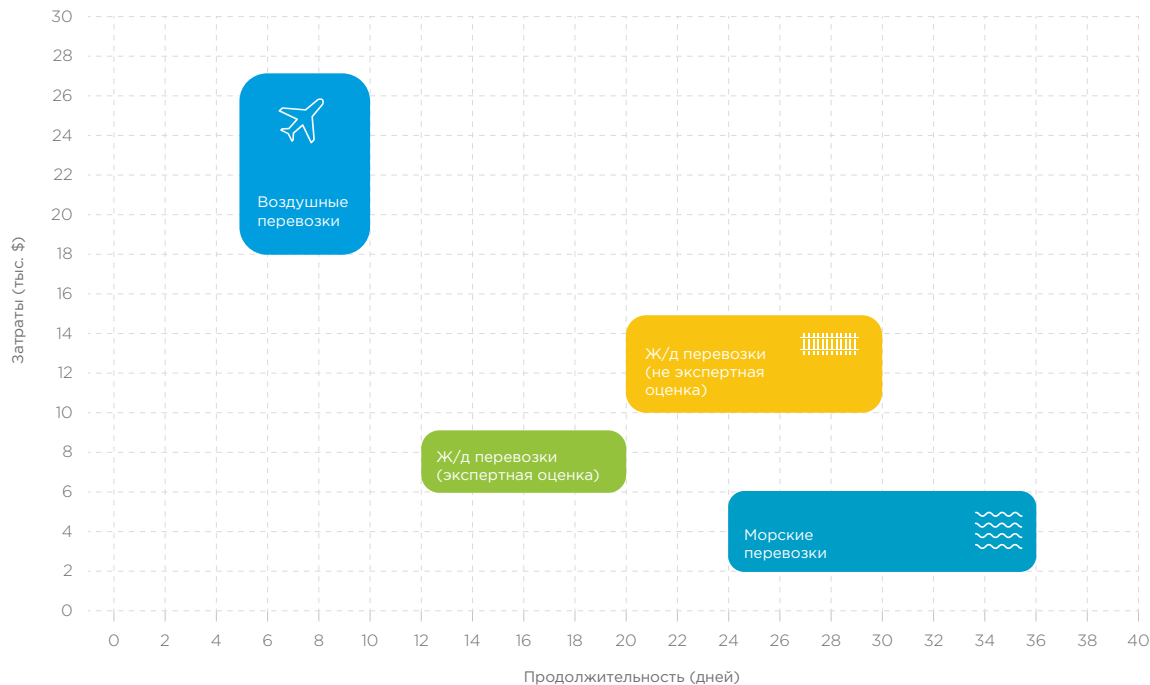 30
28
26
24
22
20
18
16
14
12
10
8
6
4
2
0
Затраты (тыс. $)
Воздушные
перевозки
Ж/д перевозки
(не экспертная
оценка)
Ж/д перевозки
(экспертная оценка)
Морские
перевозки
0 2 4 6 8 10 12 14 16 18 20 22 24 26 28 30 32 34 36 38 40
Продолжительность (дней)